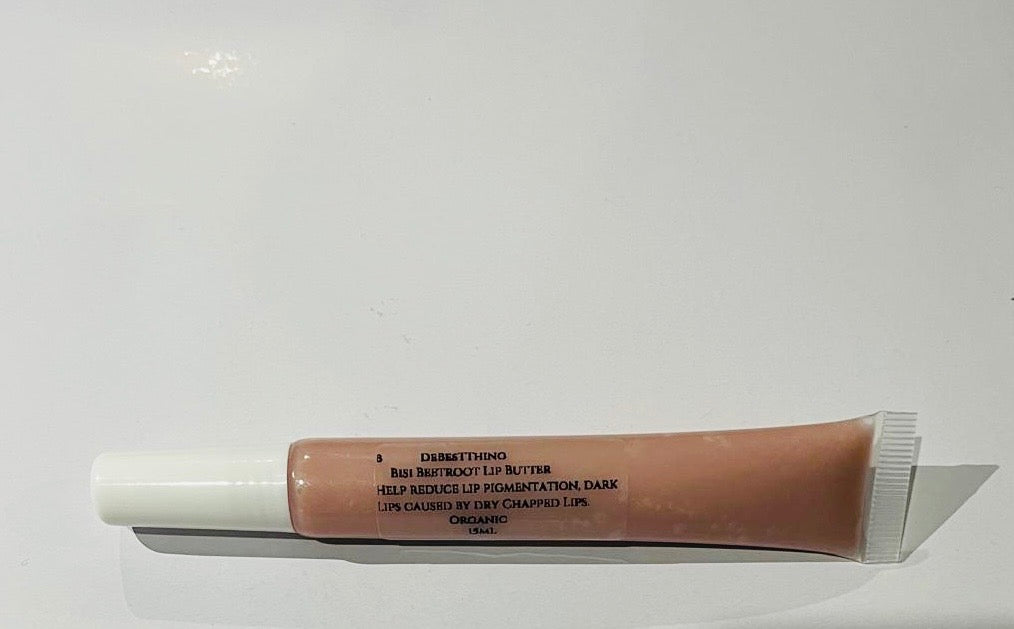 B DeBestThing
Bisi Beetroot Lip Butter
Help reduce lip pigmentation, dark
Lips caused by dry Chapped Lips.
Organic
15ml